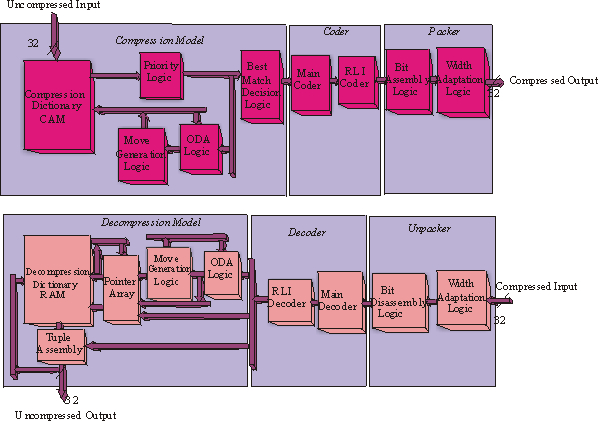 Uncompressed Input
32
Compression Model
Coder
Packer
Compression
Dictionary
CAM
Priority
Logic
Best
Match
Decision
Logic
Main
Coder
RLI
Coder
Bit
Assembly
Logic
Width
Adaptation
Logic
Compressed Output
32
Move
Generation
Logic
ODA
Logic
Decompression Model
Decoder
Unpacker
Decompression
Dictionary
RAM
Pointer
Array
Move
Generation
Logic
ODA
Logic
RLI
Decoder
Main
Decoder
Bit
Disassembly
Logic
Width
Adaptation
Logic
Compressed Input
32
Tuple
Assembly
32
Uncompressed Output